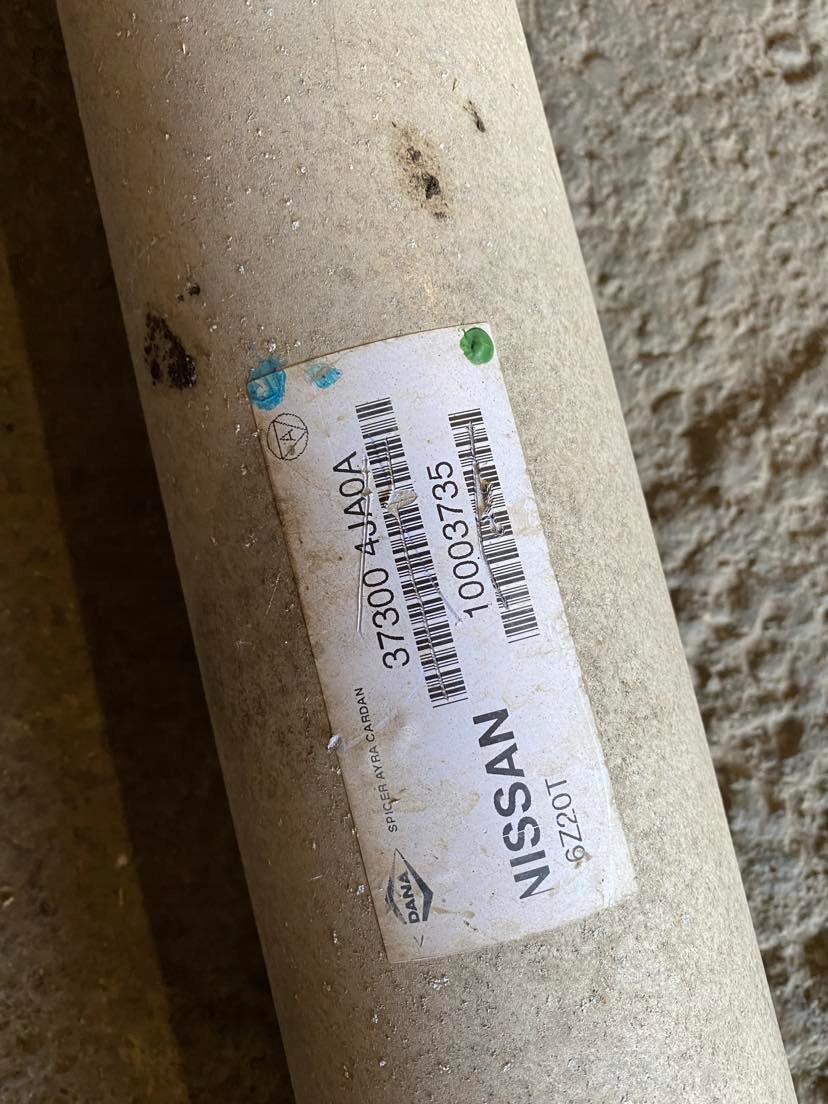 A
DANA
SPICER AYRA CARDAN
37300 4JA0A
10003735
NISSAN
6Z20T